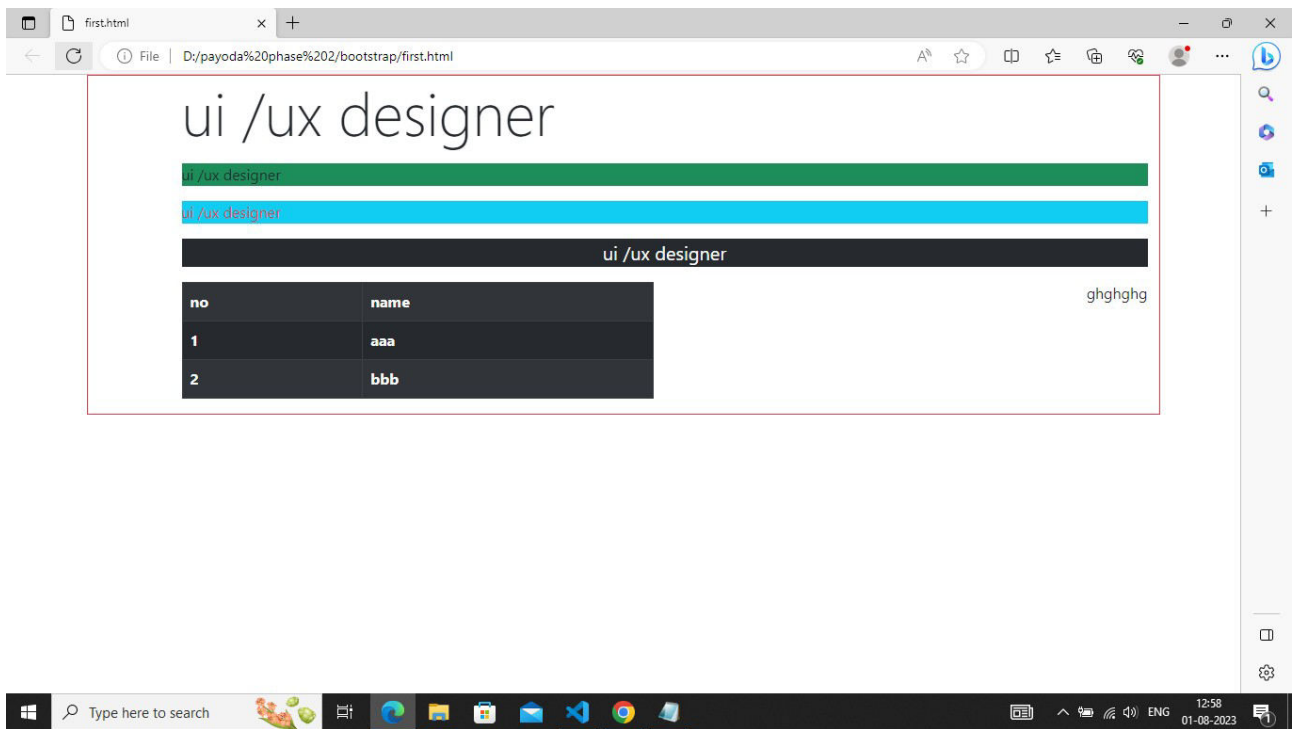 first.html
File D:/payoda%20phase%202/bootstrap/first.html
ui /ux designer
ui /ux designer
ui /ux designer
ui /ux designer
no name ghghghg
1 aaa
2 bbb
Type here to search
ENG 12:58
01-08-2023
1